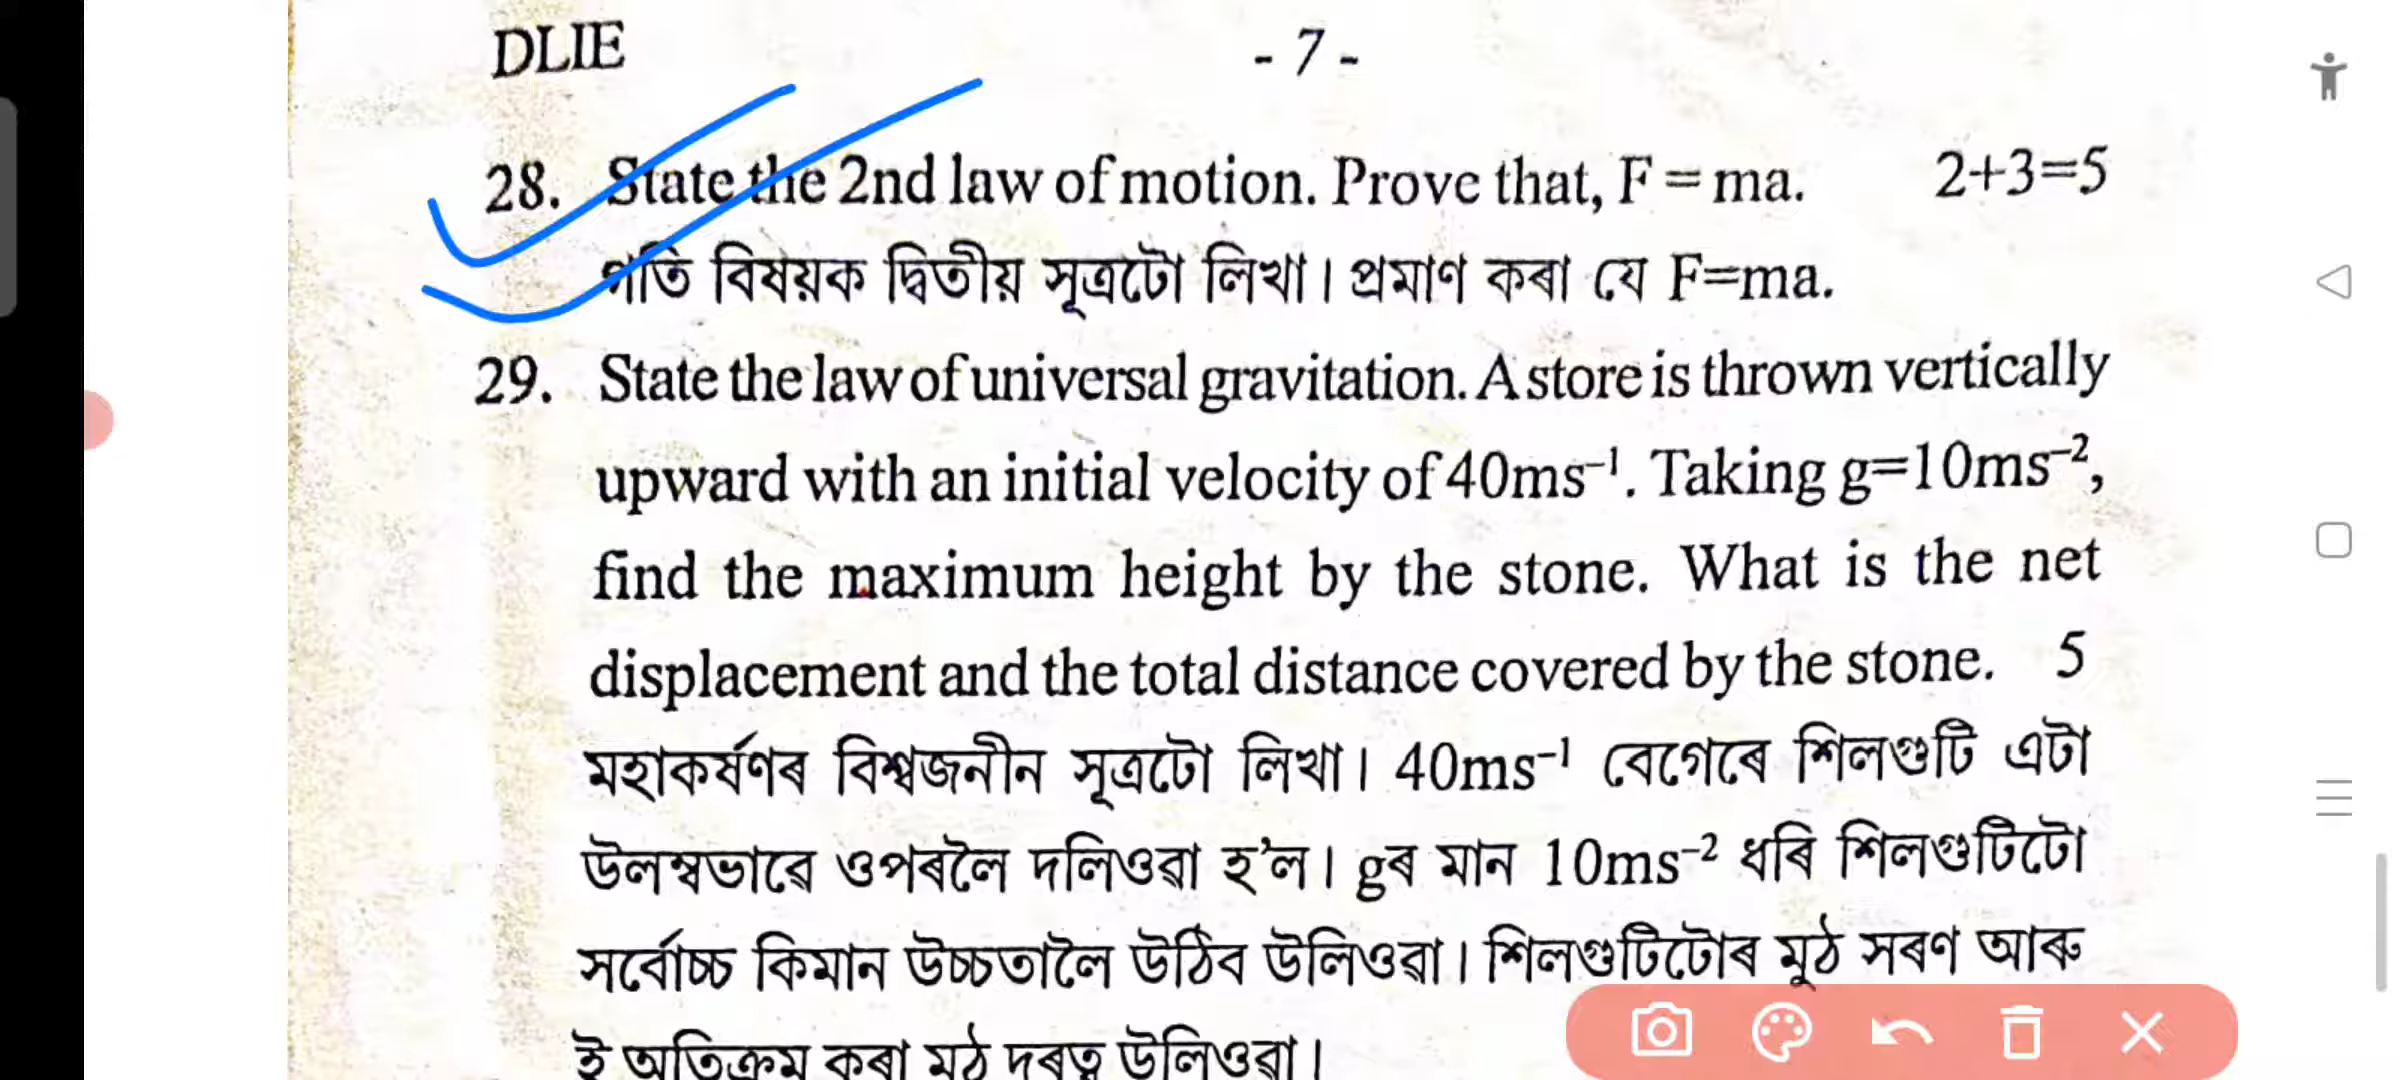 DLIE
- 7 -
28. State the 2nd law of motion. Prove that, F = ma. 2+3=5
গতি বিষয়ক দ্বিতীয় সূত্ৰটো লিখা। প্ৰমাণ কৰা যে F=ma.
29. State the law of universal gravitation. A store is thrown vertically
upward with an initial velocity of 40ms⁻¹. Taking g=10ms⁻²,
find the maximum height by the stone. What is the net
displacement and the total distance covered by the stone. 5
মহাকৰ্ষণৰ বিশ্বজনীন সূত্ৰটো লিখা। 40ms⁻¹ বেগেৰে শিলগুটি এটা
উলম্বভাৱে ওপৰলৈ দলিওৱা হ'ল। gৰ মান 10ms⁻² ধৰি শিলগুটিটো
সৰ্বোচ্চ কিমান উচ্চতালৈ উঠিব উলিওৱা। শিলগুটিটোৰ মুঠ সৰণ আৰু
ই অতিক্ৰম কৰা মুঠ দূৰত্ব উলিওৱা।